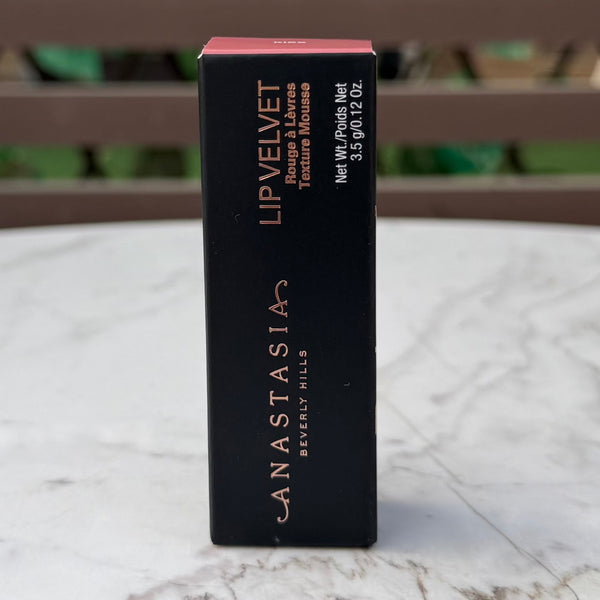 LIP VELVET
Rouge à Lèvres
Texture Mousse
Net Wt./Poids Net
3.5 g/0.12 Oz.
ANASTASIA
BEVERLY HILLS